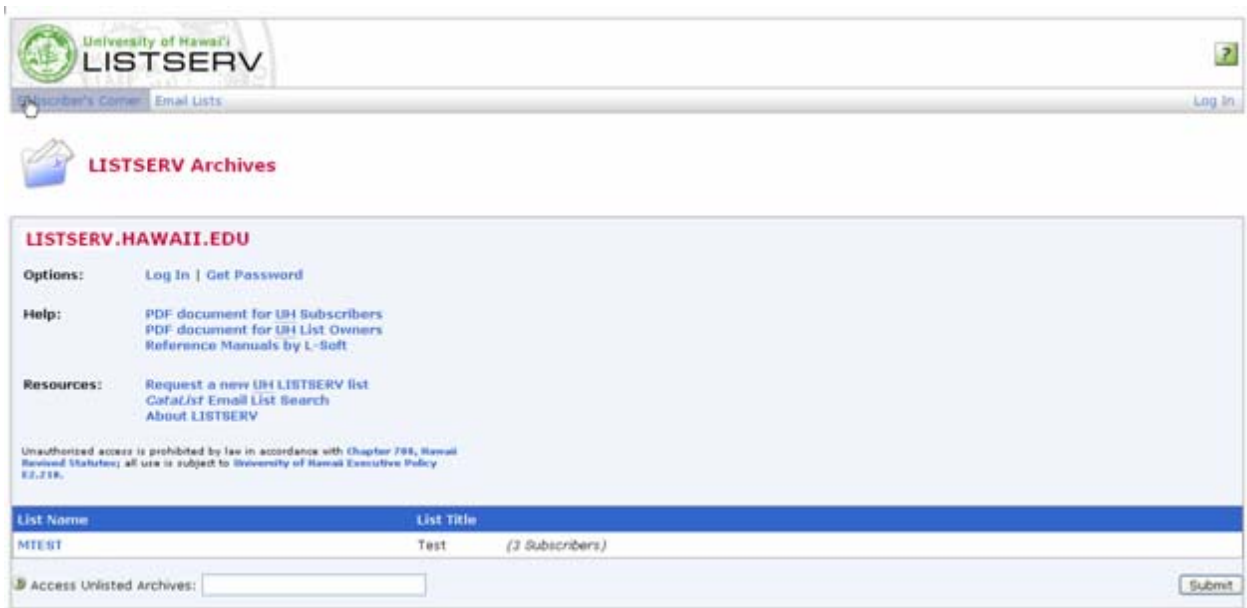 University of Hawai'i
LISTSERV
?
Subscriber's Corner Email Lists Log In
LISTSERV Archives
LISTSERV.HAWAII.EDU
Options: Log In | Get Password
Help: PDF document for UH Subscribers
PDF document for UH List Owners
Reference Manuals by L-Soft
Resources: Request a new UH LISTSERV list
CataList Email List Search
About LISTSERV
Unauthorized access is prohibited by law in accordance with Chapter 708, Hawaii
Revised Statutes; all use is subject to University of Hawaii Executive Policy
E2.210.
List Name List Title
MTEST Test (3 Subscribers)
Access Unlisted Archives: Submit